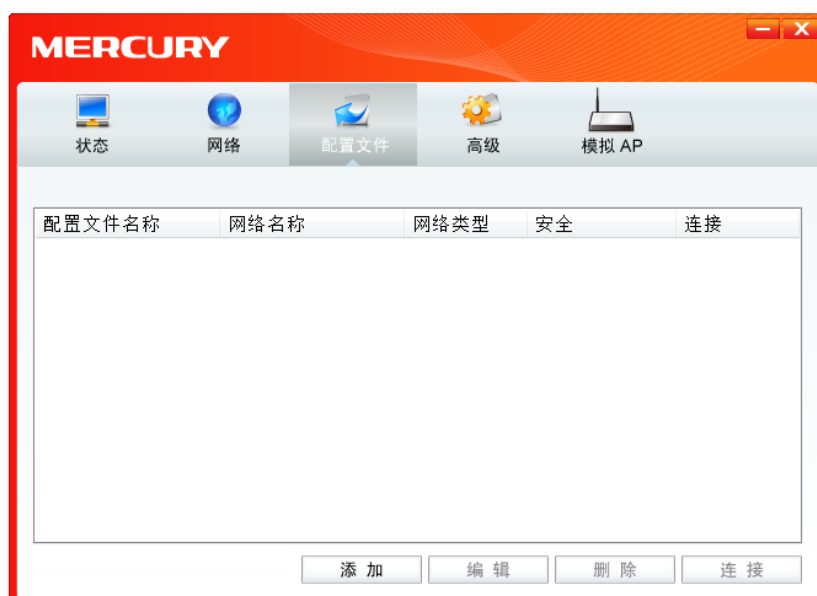 MERCURY
状态 网络 配置文件 高级 模拟 AP
配置文件名称 网络名称 网络类型 安全 连接
添 加 编 辑 删 除 连 接